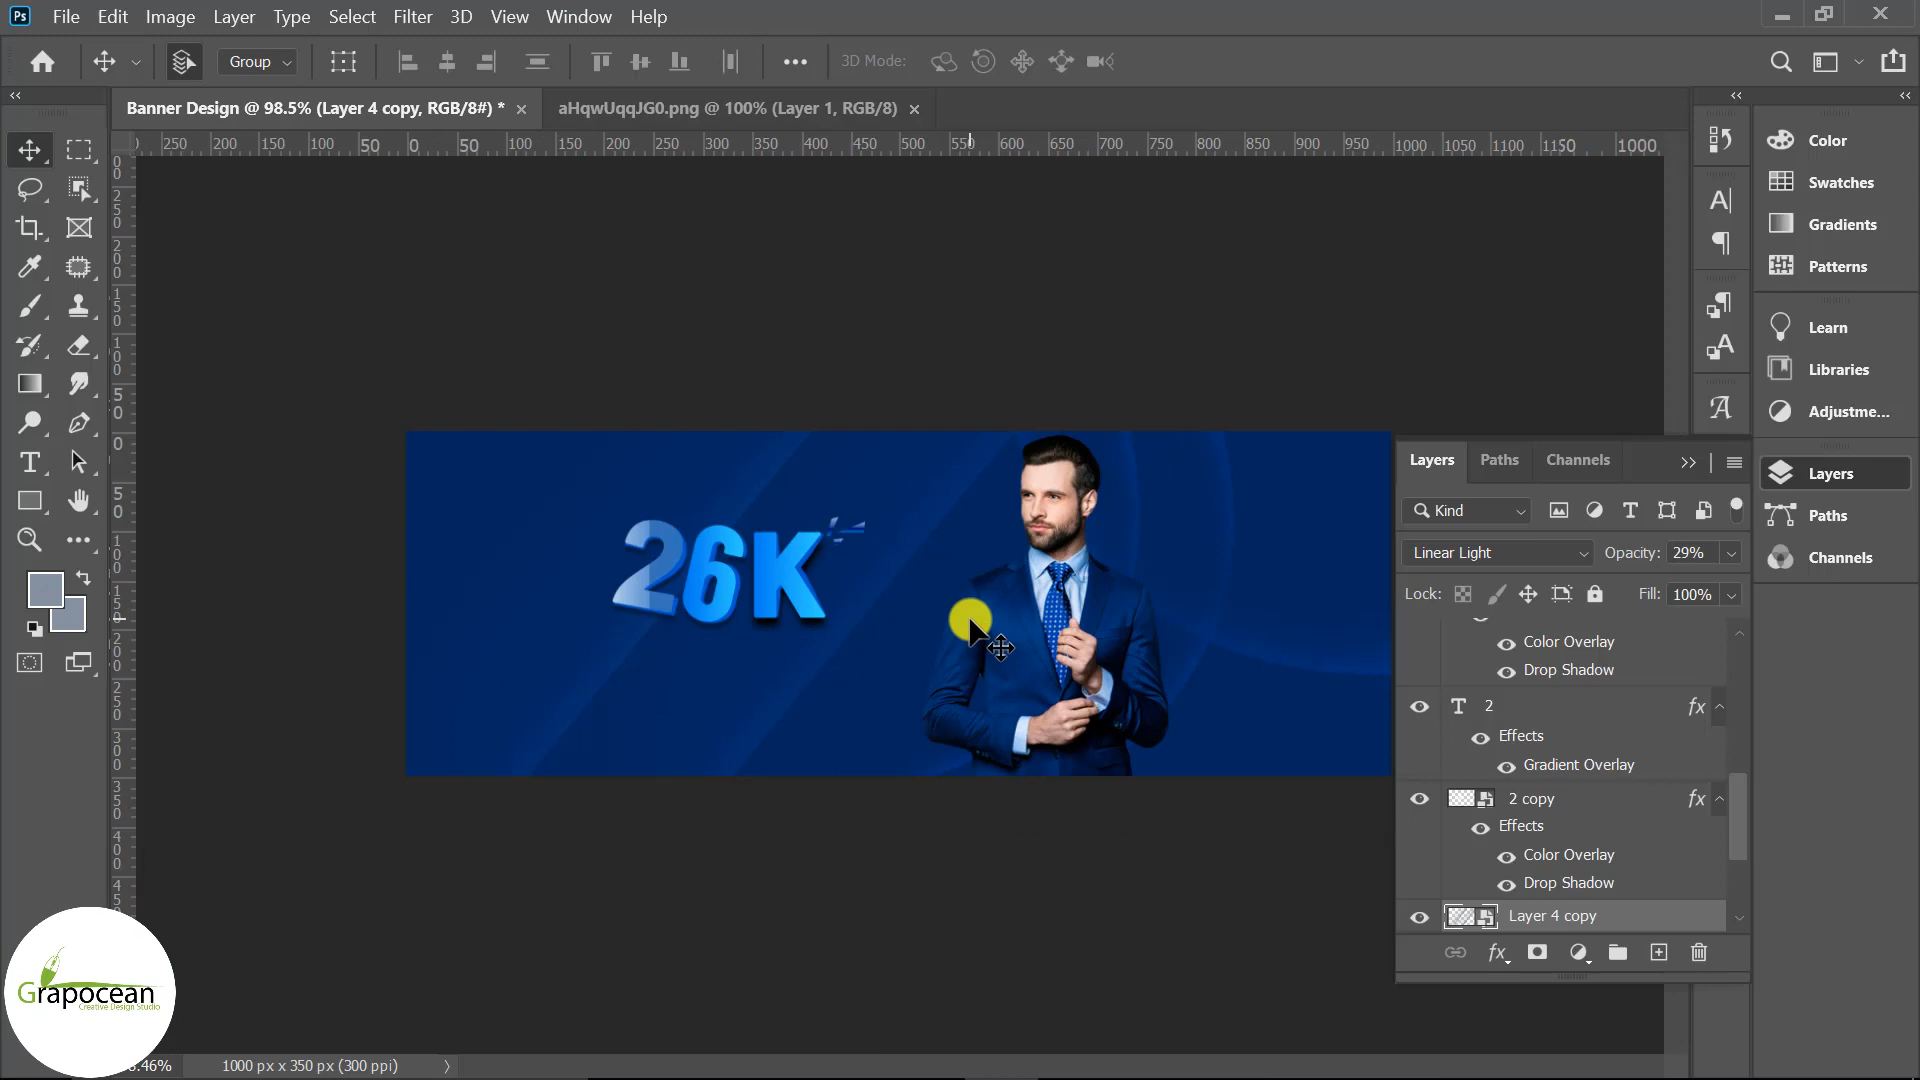 Ps File Edit Image Layer Type Select Filter 3D View Window Help
Group 3D Mode:
Banner Design @ 98.5% (Layer 4 copy, RGB/8#) * aHqwUqqJG0.png @ 100% (Layer 1, RGB/8)
250 200 150 100 50 0 50 100 150 200 250 300 350 400 450 500 550 600 650 700 750 800 850 900 950 1000 1050 1100 1150 1000
Color
Swatches
Gradients
Patterns
Learn
Libraries
Adjustme...
Layers
Paths
Channels
26K
Layers Paths Channels
Kind
Linear Light Opacity: 29%
Lock: Fill: 100%
Color Overlay
Drop Shadow
2 fx
Effects
Gradient Overlay
2 copy fx
Effects
Color Overlay
Drop Shadow
Layer 4 copy
fx
Grapocean
Creative Design Studio
.46% 1000 px x 350 px (300 ppi)